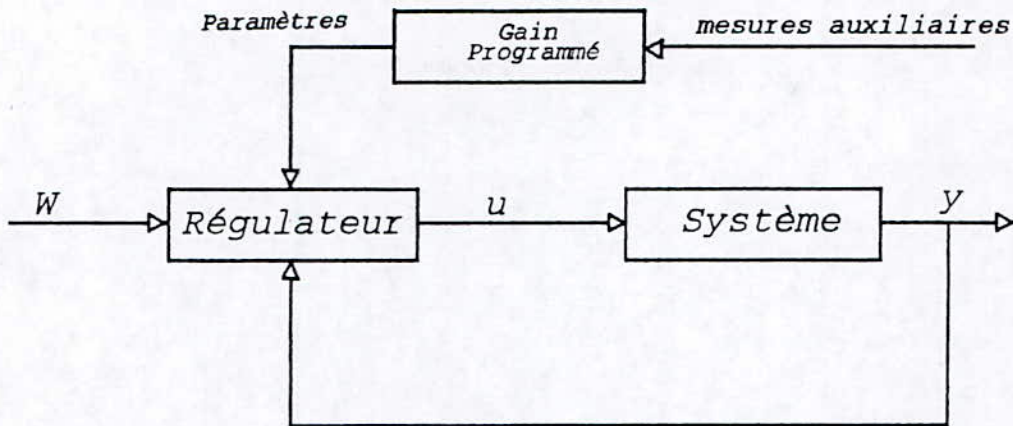 Paramètres
Gain
Programmé
mesures auxiliaires
W
Régulateur
u
Système
y